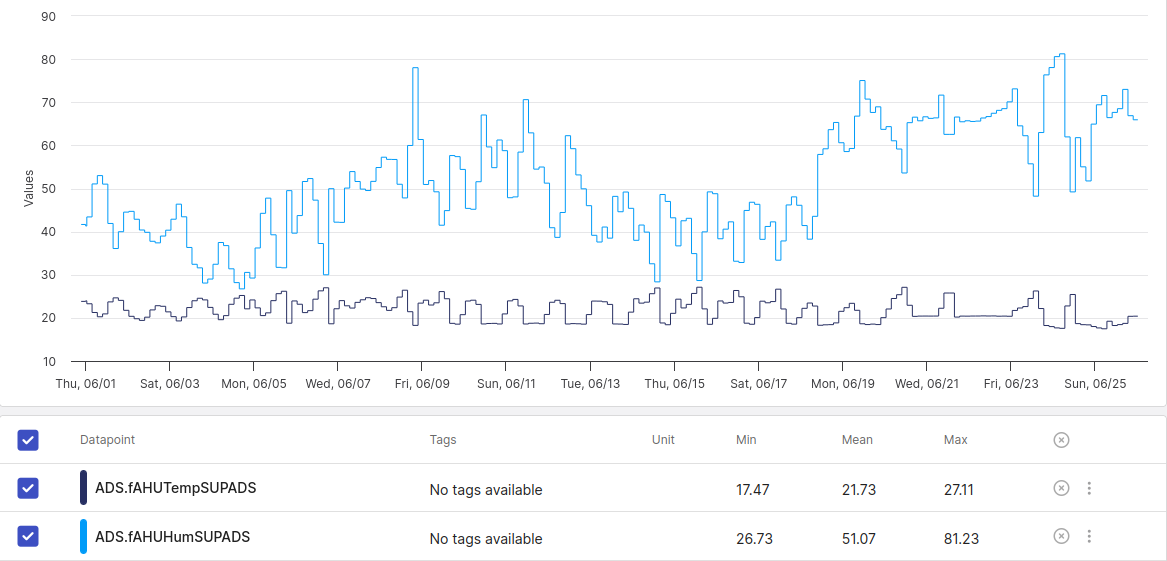 90
80
70
60
50
40
30
20
10
Values
Thu, 06/01 Sat, 06/03 Mon, 06/05 Wed, 06/07 Fri, 06/09 Sun, 06/11 Tue, 06/13 Thu, 06/15 Sat, 06/17 Mon, 06/19 Wed, 06/21 Fri, 06/23 Sun, 06/25
Datapoint Tags Unit Min Mean Max
ADS.fAHUTempSUPADS No tags available 17.47 21.73 27.11
ADS.fAHUHumSUPADS No tags available 26.73 51.07 81.23